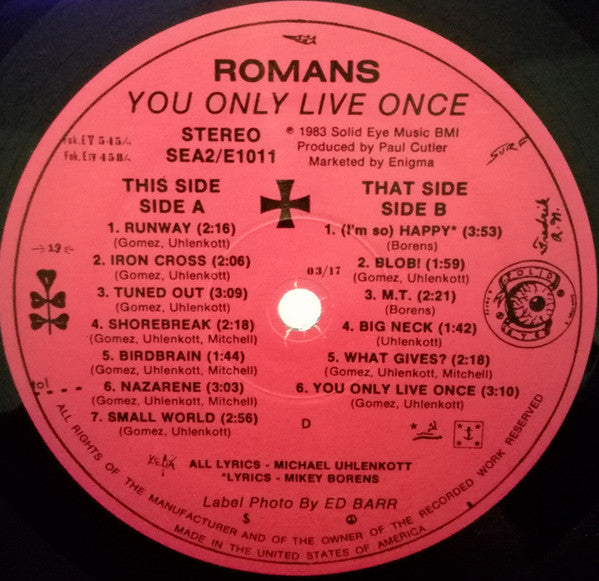 ROMANS
YOU ONLY LIVE ONCE
STEREO
SEA2/E1011
℗ 1983 Solid Eye Music BMI
Produced by Paul Cutler
Marketed by Enigma
SURF
Fredrik
R.M.
THIS SIDE
SIDE A
1. RUNWAY (2:16)
(Gomez, Uhlenkott)
2. IRON CROSS (2:06)
(Gomez, Uhlenkott)
3. TUNED OUT (3:09)
(Gomez, Uhlenkott)
4. SHOREBREAK (2:18)
(Gomez, Uhlenkott, Mitchell)
5. BIRDBRAIN (1:44)
(Gomez, Uhlenkott, Mitchell)
6. NAZARENE (3:03)
(Gomez, Uhlenkott, Mitchell)
7. SMALL WORLD (2:56)
(Gomez, Uhlenkott)
THAT SIDE
SIDE B
1. (I'm so) HAPPY* (3:53)
(Borens)
2. BLOB! (1:59)
(Gomez, Uhlenkott)
3. M.T. (2:21)
(Borens)
4. BIG NECK (1:42)
(Uhlenkott)
5. WHAT GIVES? (2:18)
(Gomez, Uhlenkott)
6. YOU ONLY LIVE ONCE (3:10)
(Gomez, Uhlenkott)
03/17
13
SOLID
EYE
D
ALL LYRICS - MICHAEL UHLENKOTT
*LYRICS - MIKEY BORENS
Label Photo By ED BARR
$
ALL RIGHTS OF THE MANUFACTURER AND OF THE OWNER OF THE RECORDED WORK RESERVED
MADE IN THE UNITED STATES OF AMERICA